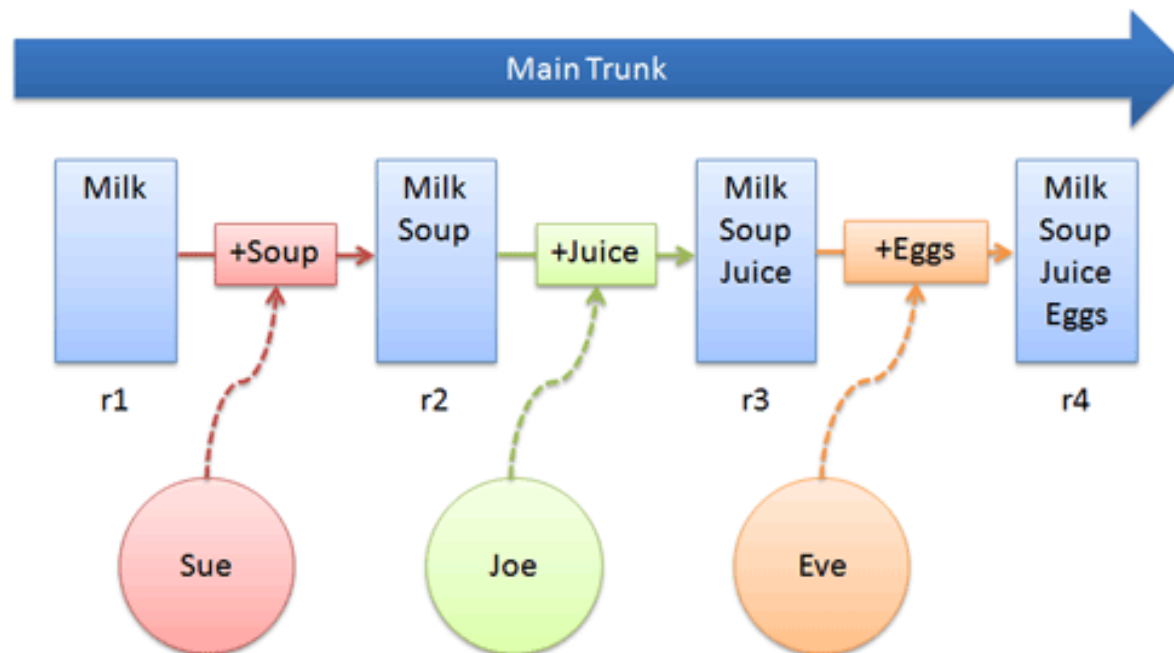 Main Trunk
Milk
+Soup
Milk
Soup
+Juice
Milk
Soup
Juice
+Eggs
Milk
Soup
Juice
Eggs
r1
r2
r3
r4
Sue
Joe
Eve